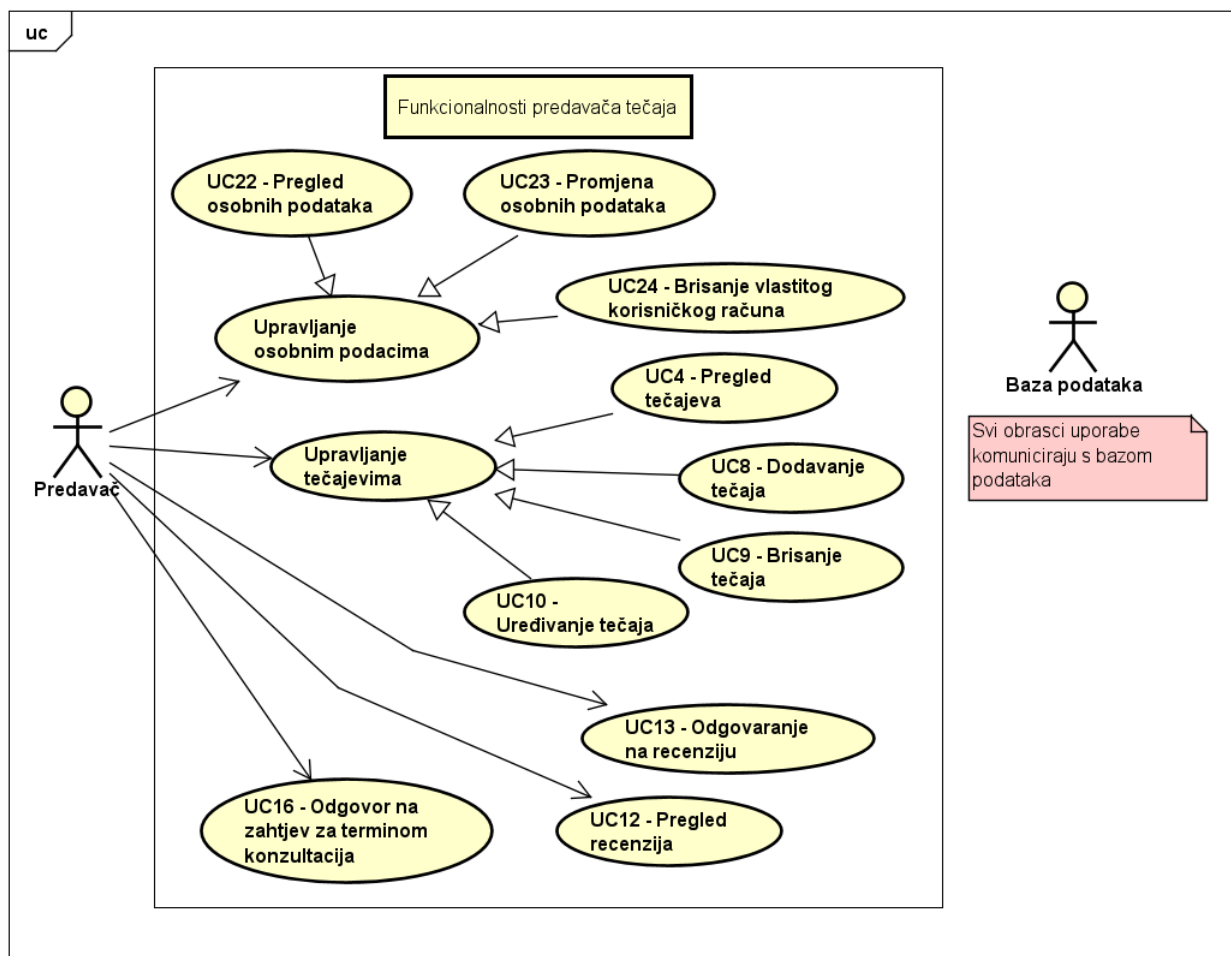 uc
Funkcionalnosti predavača tečaja
UC22 - Pregled
osobnih podataka
UC23 - Promjena
osobnih podataka
UC24 - Brisanje vlastitog
korisničkog računa
Upravljanje
osobnim podacima
UC4 - Pregled
tečajeva
Baza podataka
Predavač
Upravljanje
tečajevima
UC8 - Dodavanje
tečaja
Svi obrasci uporabe
komuniciraju s bazom
podataka
UC9 - Brisanje
tečaja
UC10 -
Uređivanje tečaja
UC13 - Odgovaranje
na recenziju
UC16 - Odgovor na
zahtjev za terminom
konzultacija
UC12 - Pregled
recenzija